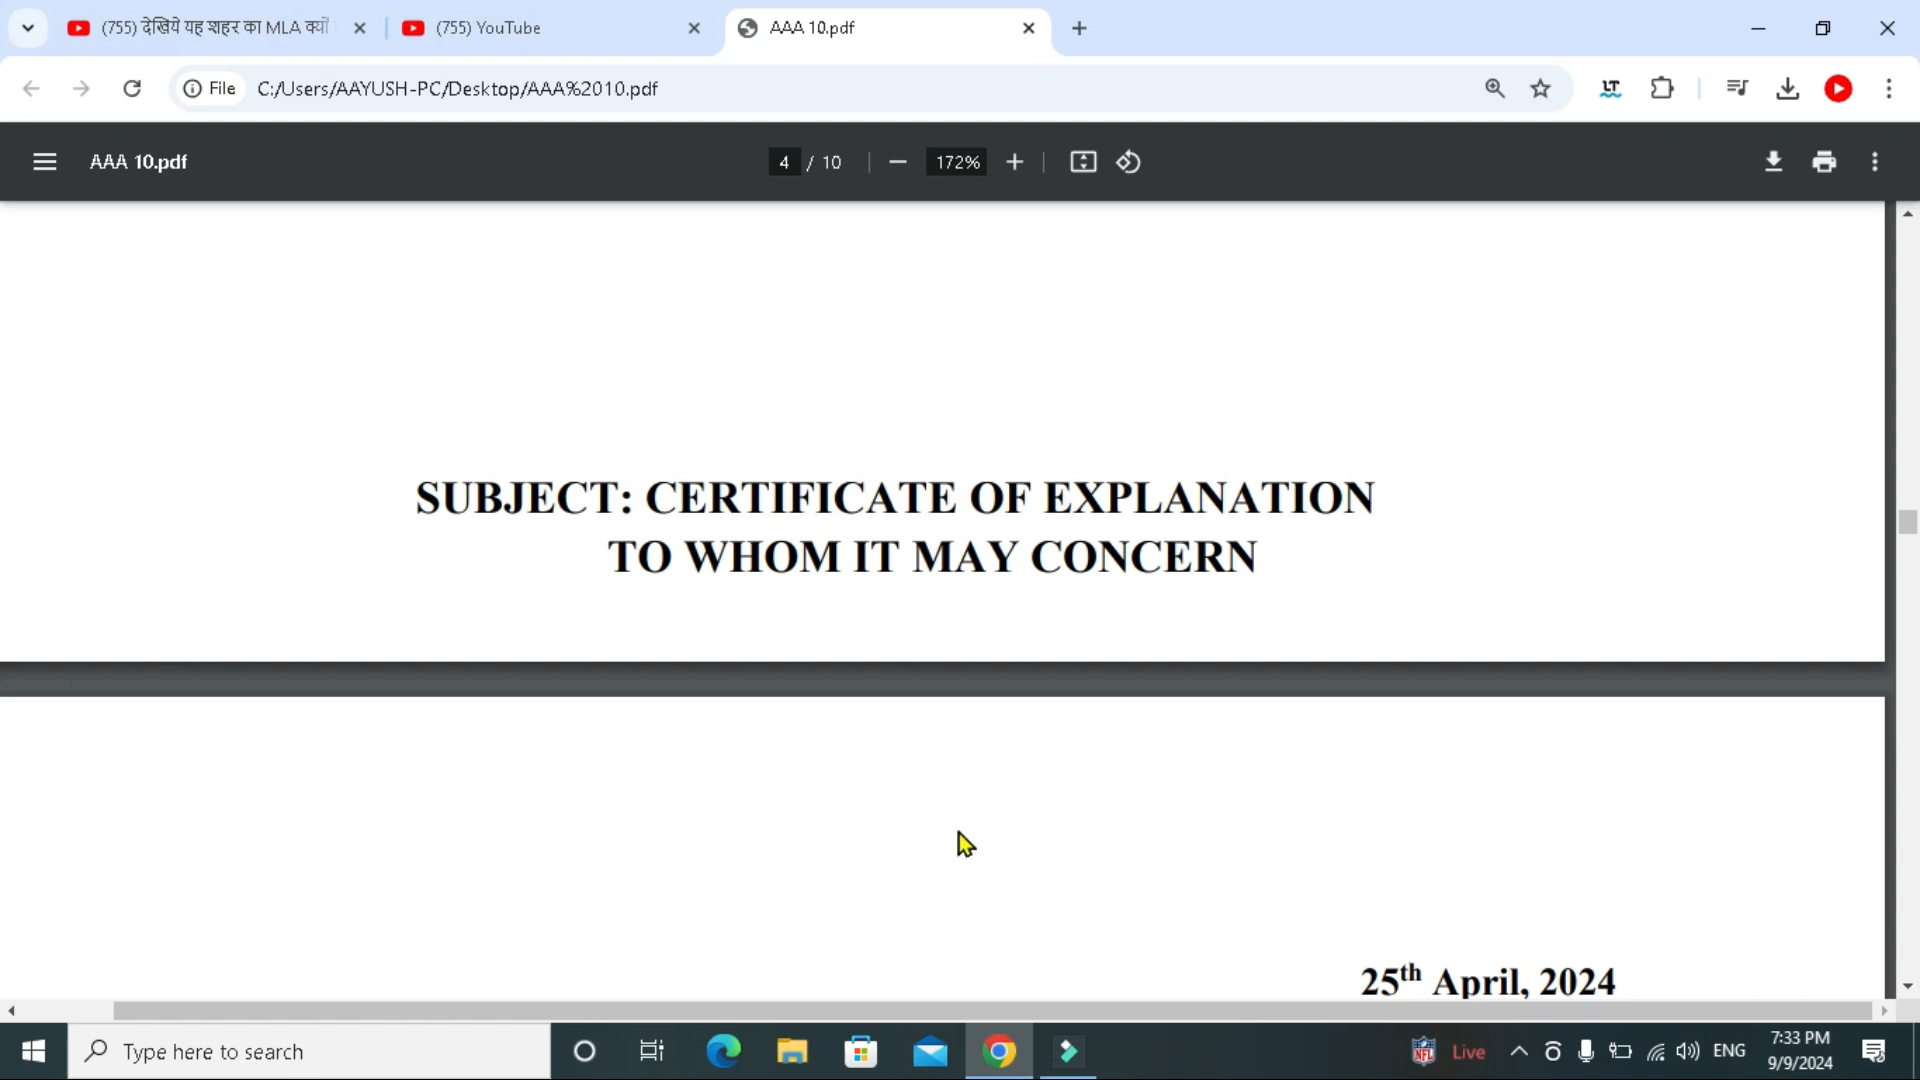 (755) देखिये यह शहर का MLA क्यों
(755) YouTube
AAA 10.pdf
File
C:/Users/AAYUSH-PC/Desktop/AAA%2010.pdf
AAA 10.pdf
4 / 10
172%
SUBJECT: CERTIFICATE OF EXPLANATION
TO WHOM IT MAY CONCERN
25th April, 2024
Type here to search
Live
ENG
7:33 PM
9/9/2024